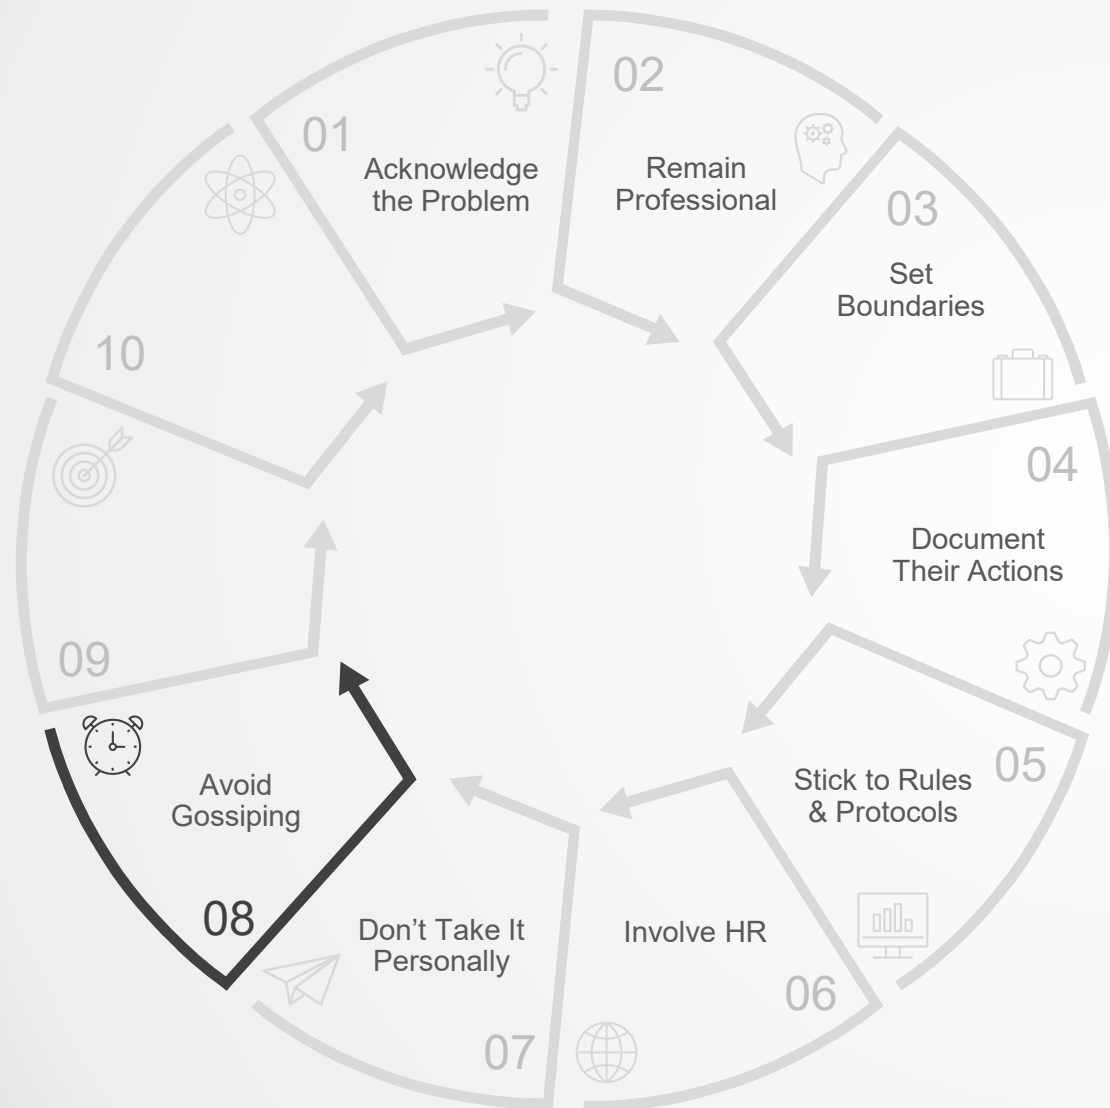 01
Acknowledge
the Problem
02
Remain
Professional
03
Set
Boundaries
04
Document
Their Actions
05
Stick to Rules
& Protocols
06
Involve HR
07
Don’t Take It
Personally
08
Avoid
Gossiping
09
10